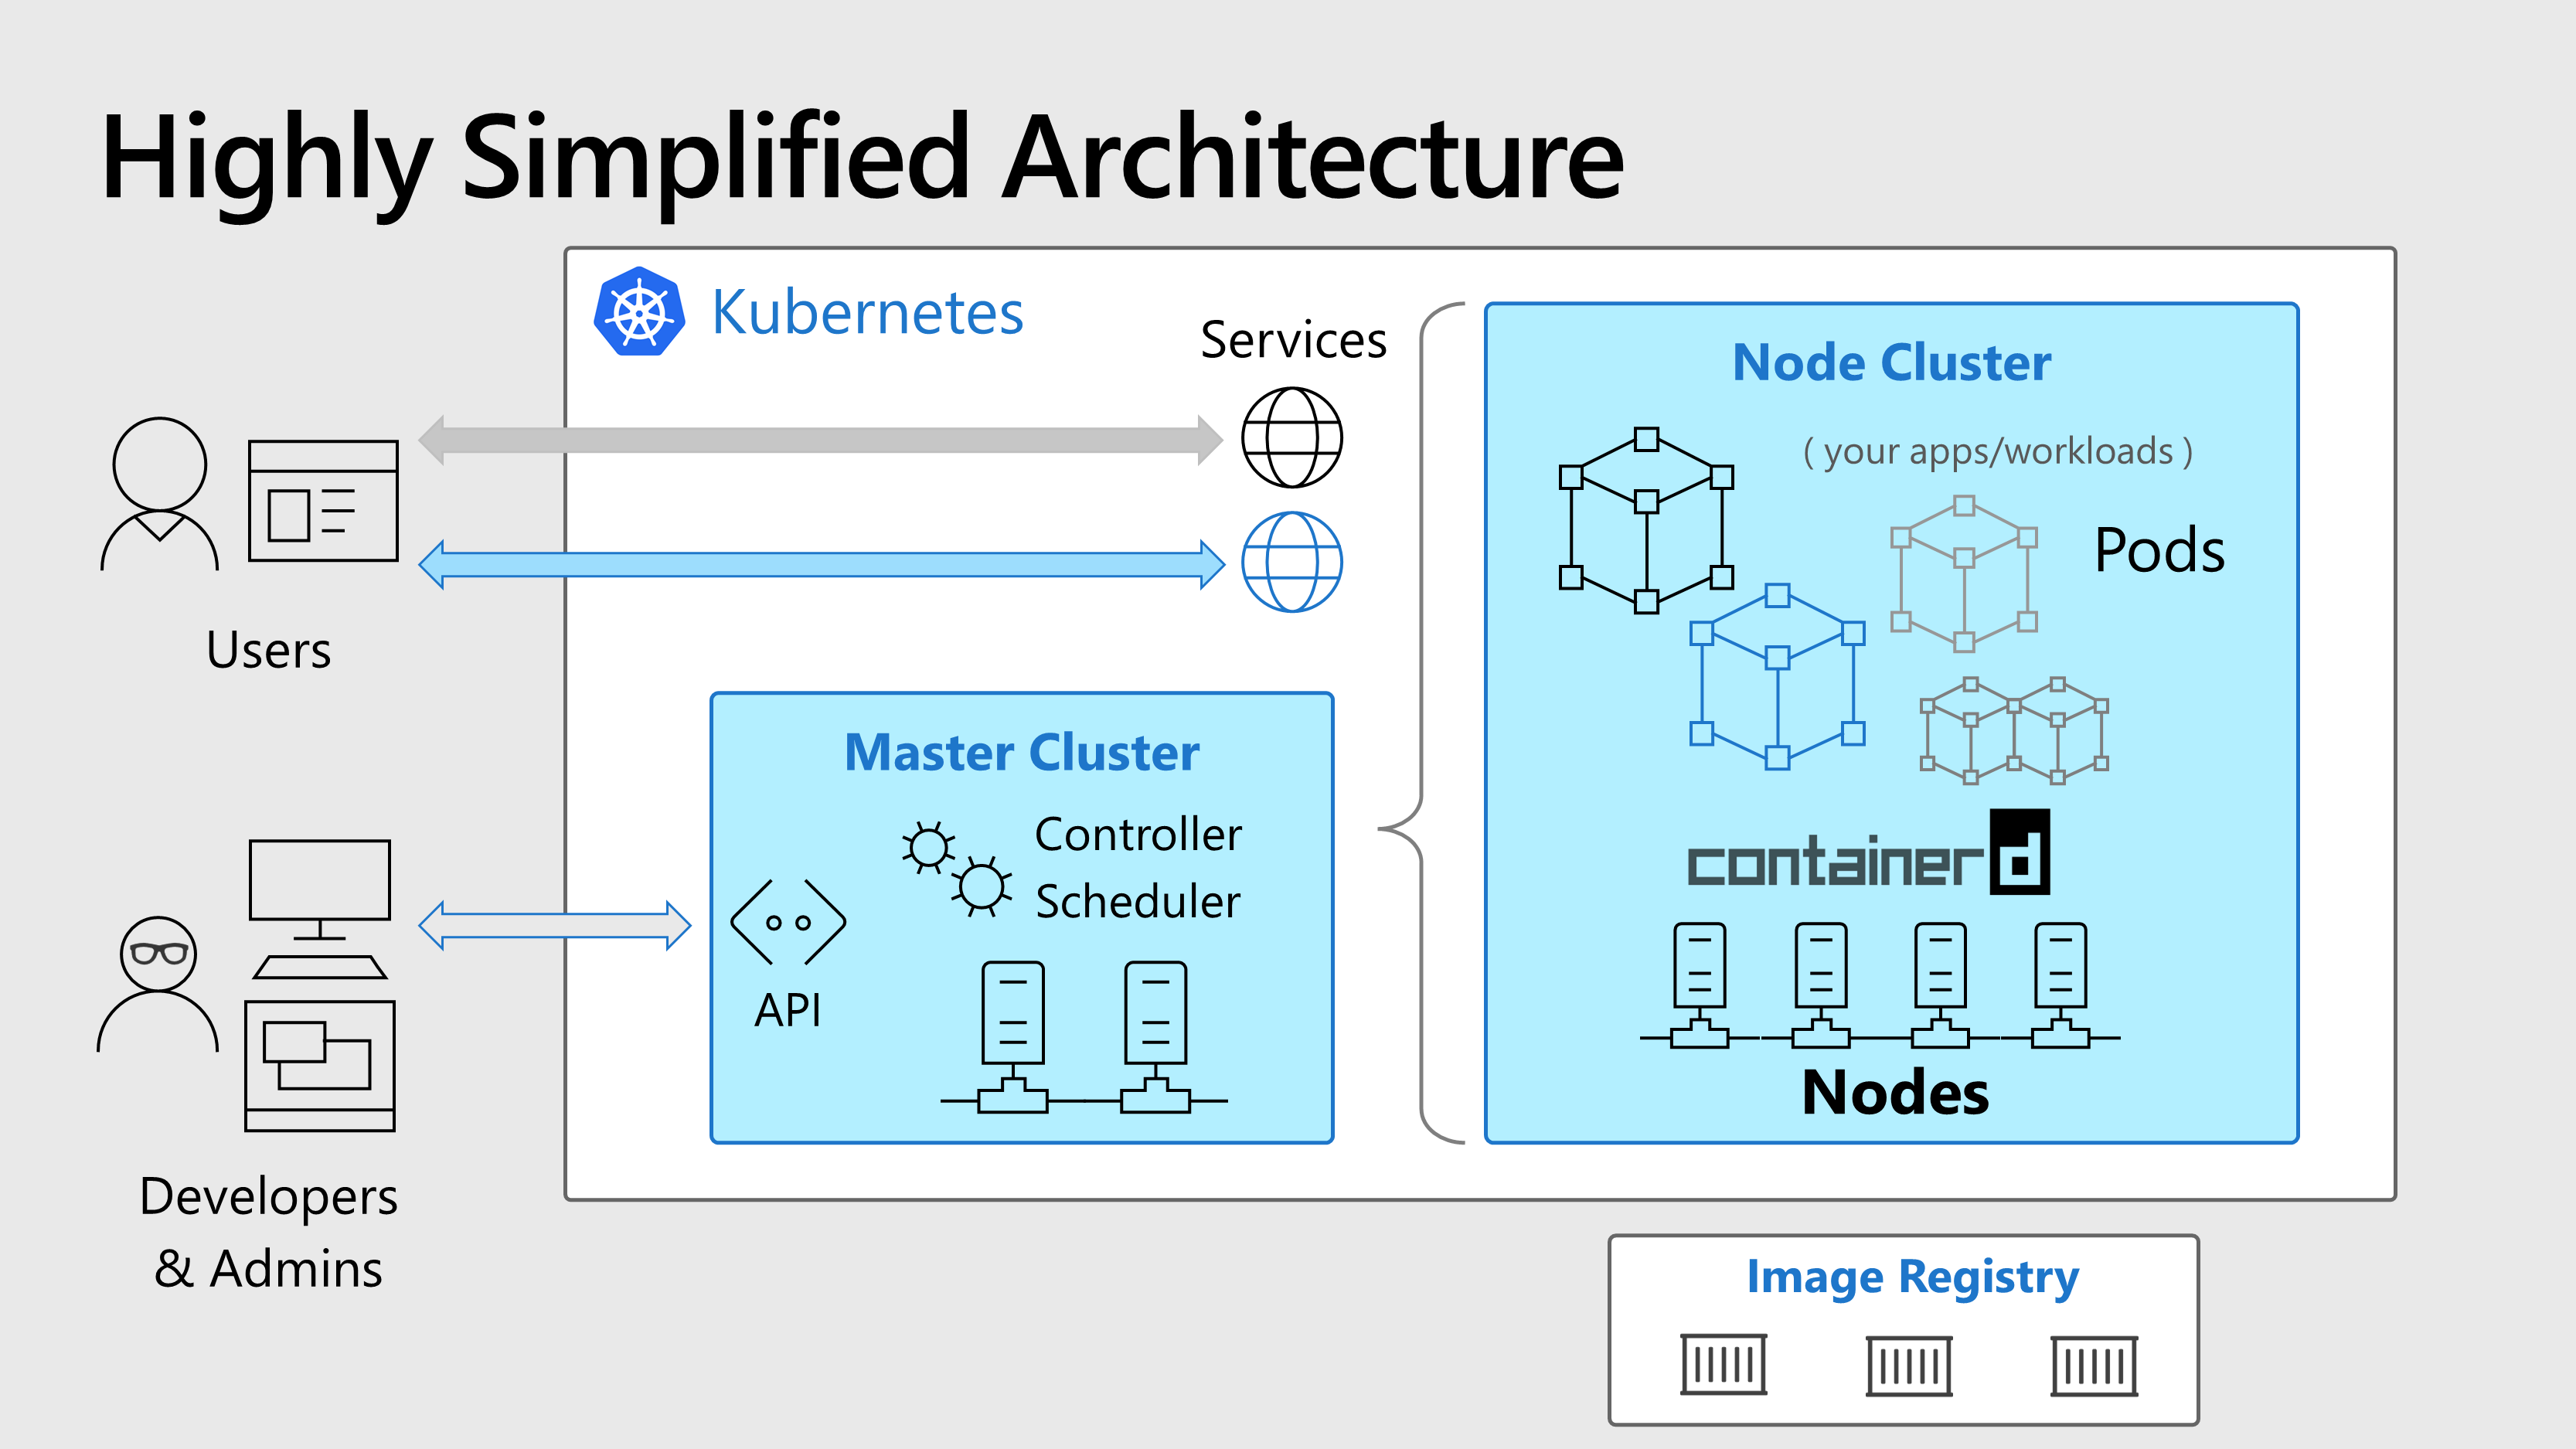 Highly Simplified Architecture
Kubernetes
Services
Users
Developers
& Admins
Master Cluster
Controller
Scheduler
API
Node Cluster
( your apps/workloads )
Pods
containerd
Nodes
Image Registry